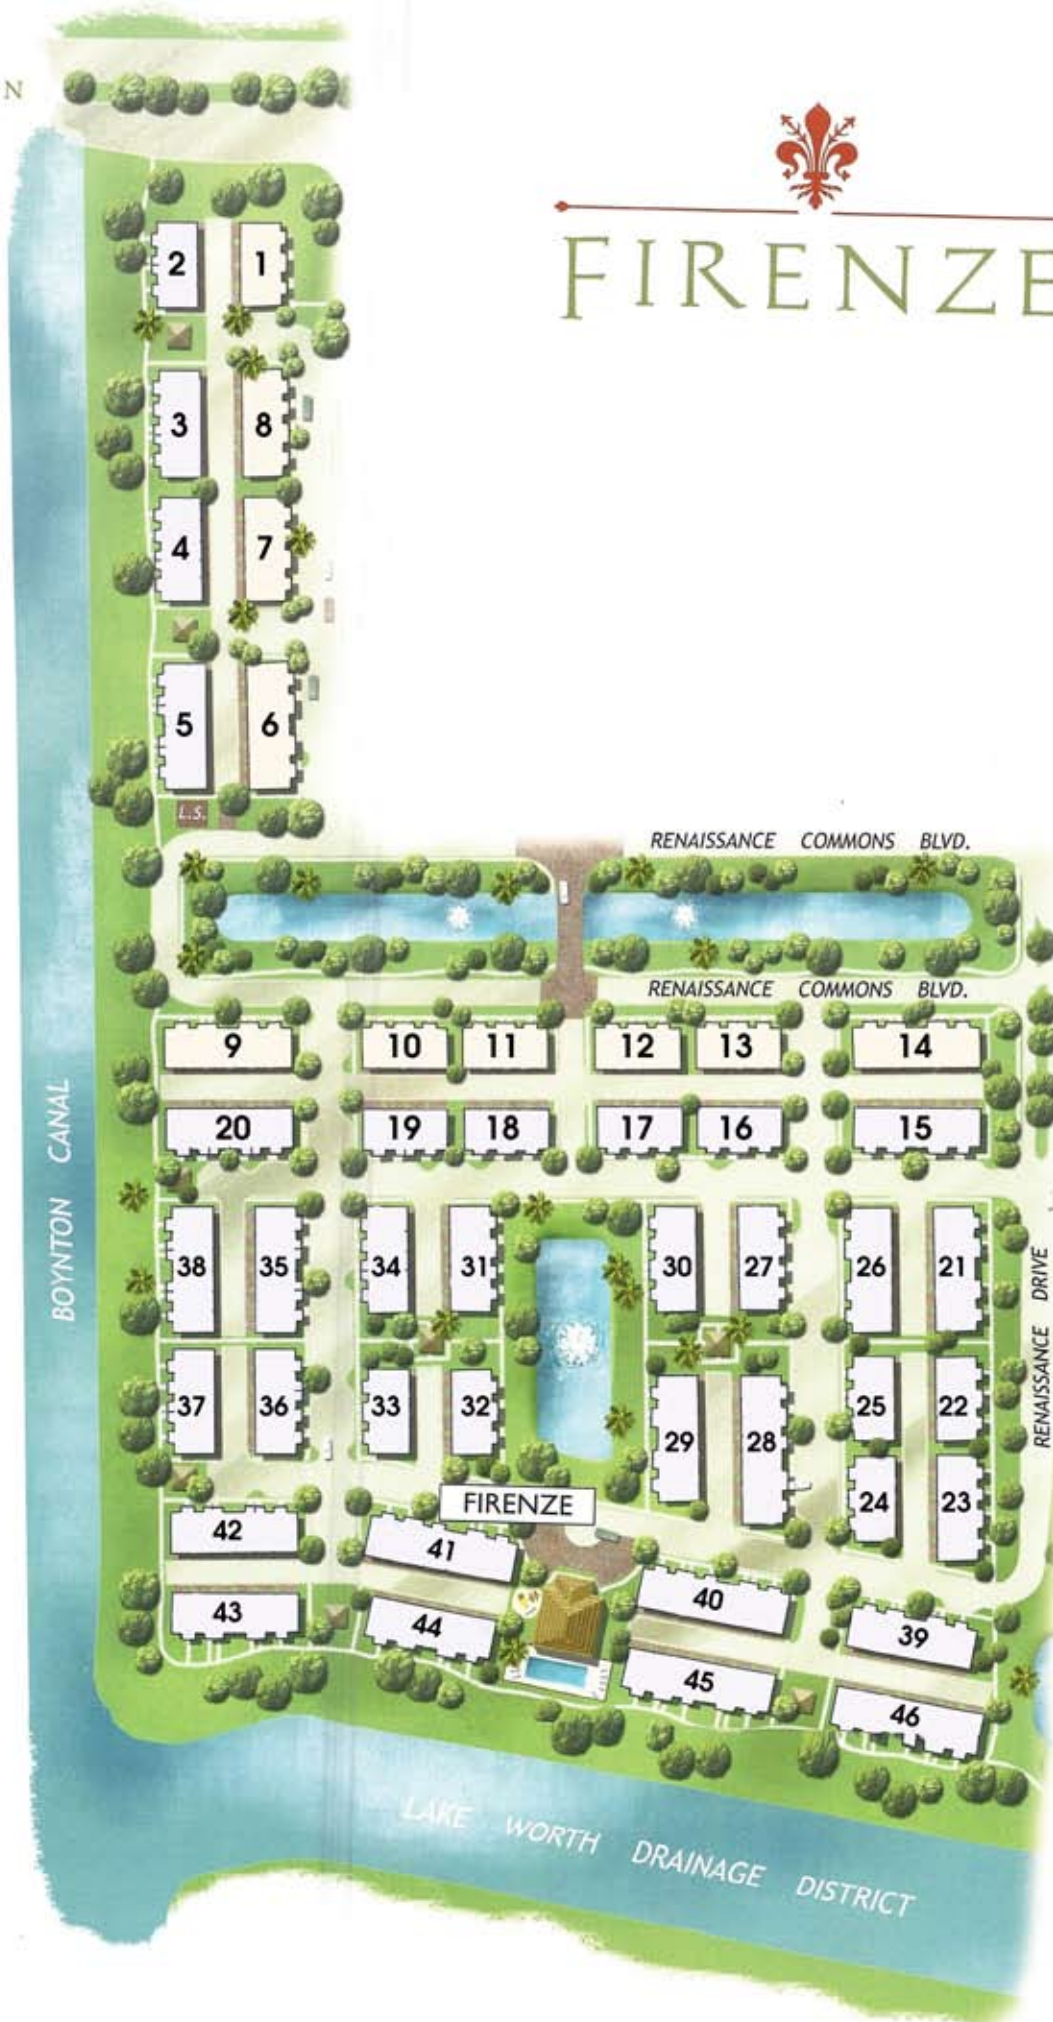 N
FIRENZE
2 1
3 8
4 7
5 6
L.S.
RENAISSANCE COMMONS BLVD.
RENAISSANCE COMMONS BLVD.
9 10 11 12 13 14
20 19 18 17 16 15
BOYNTON CANAL
38 35 34 31 30 27 26 21
RENAISSANCE DRIVE
37 36 33 32 29 28 25 22
24 23
FIRENZE
42 41 40 39
43 44 45 46
LAKE WORTH DRAINAGE DISTRICT